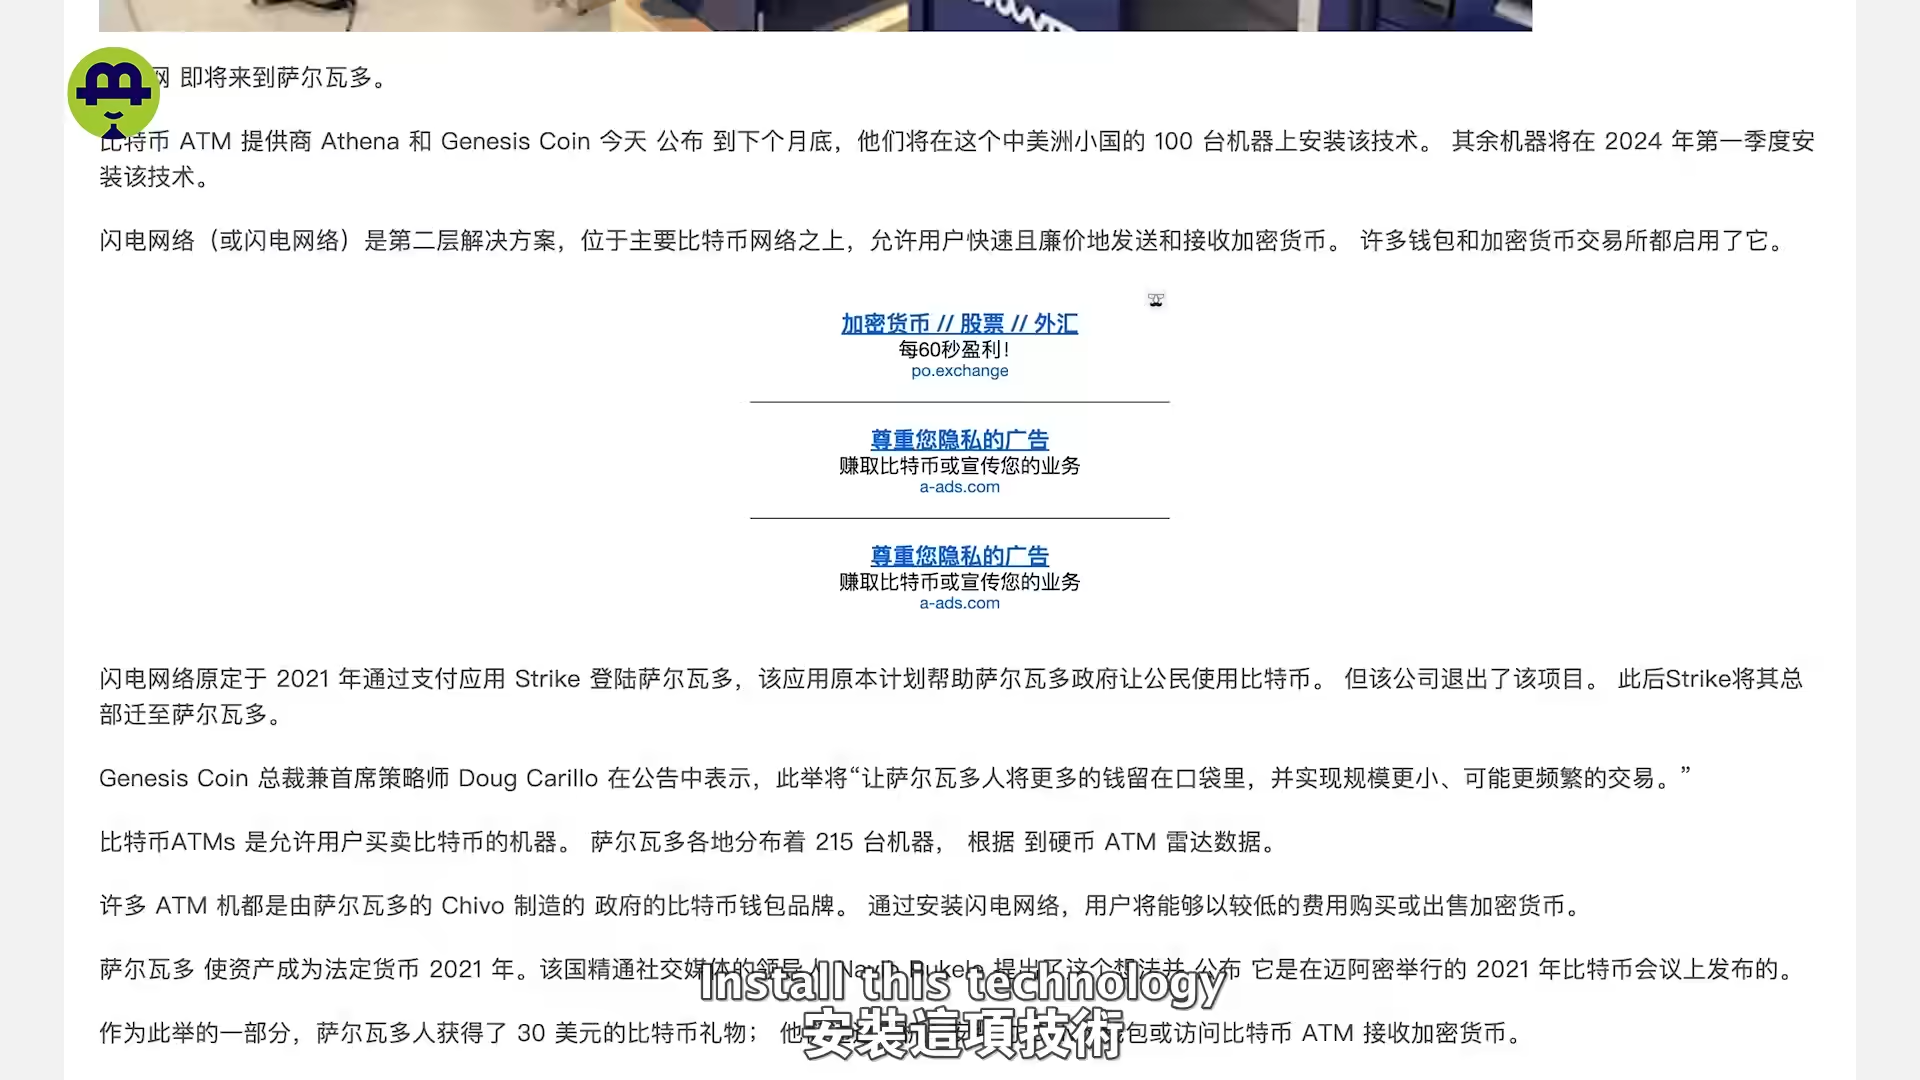 网 即将来到萨尔瓦多。
比特币 ATM 提供商 Athena 和 Genesis Coin 今天 公布 到下个月底，他们将在这个中美洲小国的 100 台机器上安装该技术。 其余机器将在 2024 年第一季度安
装该技术。
闪电网络（或闪电网络）是第二层解决方案，位于主要比特币网络之上，允许用户快速且廉价地发送和接收加密货币。 许多钱包和加密货币交易所都启用了它。
加密货币 // 股票 // 外汇
每60秒盈利！
po.exchange
尊重您隐私的广告
赚取比特币或宣传您的业务
a-ads.com
尊重您隐私的广告
赚取比特币或宣传您的业务
a-ads.com
闪电网络原定于 2021 年通过支付应用 Strike 登陆萨尔瓦多，该应用原本计划帮助萨尔瓦多政府让公民使用比特币。 但该公司退出了该项目。 此后Strike将其总
部迁至萨尔瓦多。
Genesis Coin 总裁兼首席策略师 Doug Carillo 在公告中表示，此举将“让萨尔瓦多人将更多的钱留在口袋里，并实现规模更小、可能更频繁的交易。”
比特币ATMs 是允许用户买卖比特币的机器。 萨尔瓦多各地分布着 215 台机器， 根据 到硬币 ATM 雷达数据。
许多 ATM 机都是由萨尔瓦多的 Chivo 制造的 政府的比特币钱包品牌。 通过安装闪电网络，用户将能够以较低的费用购买或出售加密货币。
萨尔瓦多 使资产成为法定货币 2021 年。该国精通社交媒体的领导 公布 它是在迈阿密举行的 2021 年比特币会议上发布的。
Install this technology
作为此举的一部分，萨尔瓦多人获得了 30 美元的比特币礼物； 钱包或访问比特币 ATM 接收加密货币。
安裝這項技術